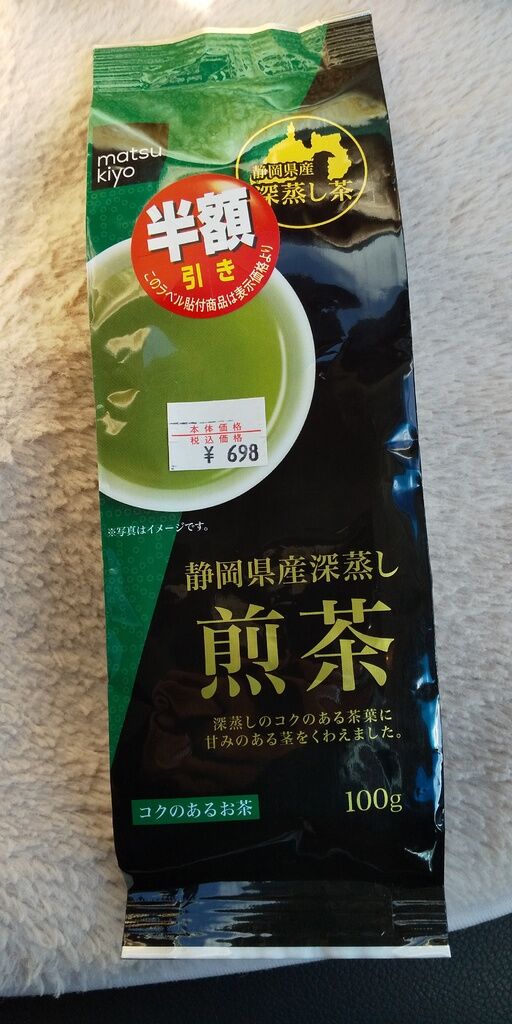 matsu
kiyo
静岡県産
深蒸し茶
半額
引き
このラベル貼付商品は表示価格より
本体価格
税込価格
¥ 698
※写真はイメージです。
静岡県産深蒸し
煎茶
深蒸しのコクのある茶葉に
甘みのある茎をくわえました。
コクのあるお茶
100g